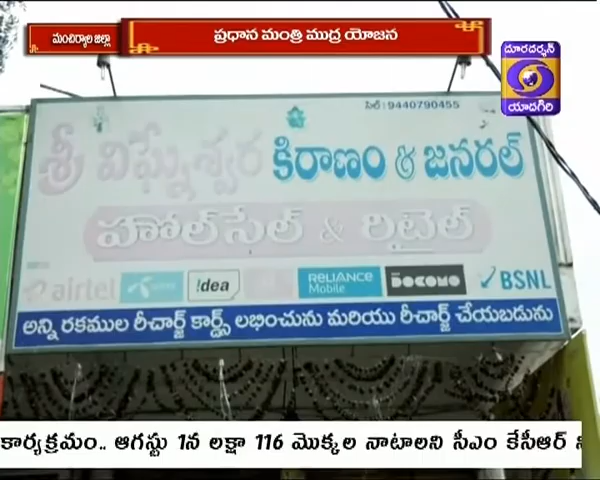 మంచిర్యాల జిల్లా
ప్రధాన మంత్రి ముద్ర యోజన
దూరదర్శన్
యాదగిరి
సెల్ : 9440790455
శ్రీ విఘ్నేశ్వర కిరాణం & జనరల్
హోల్‌సేల్ & రిటైల్
airtel
!dea
RELIANCE
Mobile
DOCOMO
BSNL
అన్ని రకముల రీచార్జ్ కార్డ్స్ లభించును మరియు రీచార్జ్ చేయబడును
కార్యక్రమం.. ఆగస్టు 1న లక్షా 116 మొక్కల నాటాలని సీఎం కేసీఆర్